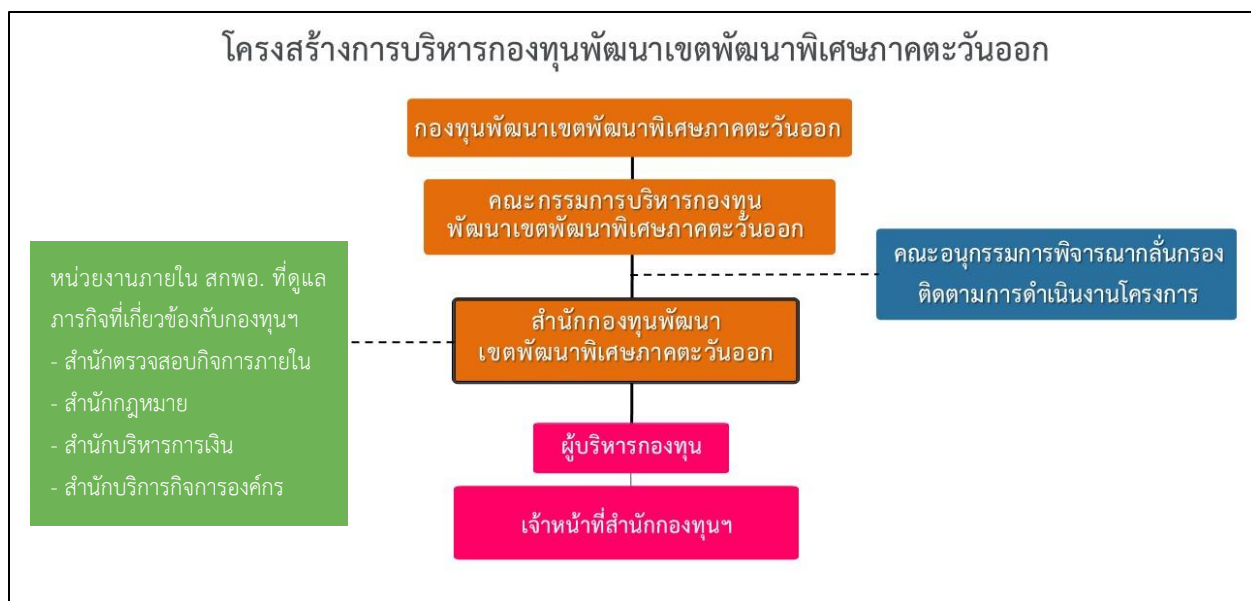 โครงสร้างการบริหารกองทุนพัฒนาเขตพัฒนาพิเศษภาคตะวันออก
กองทุนพัฒนาเขตพัฒนาพิเศษภาคตะวันออก
คณะกรรมการบริหารกองทุน
พัฒนาเขตพัฒนาพิเศษภาคตะวันออก
คณะอนุกรรมการพิจารณากลั่นกรอง
ติดตามการดำเนินงานโครงการ
หน่วยงานภายใน สกพอ. ที่ดูแล
ภารกิจที่เกี่ยวข้องกับกองทุนฯ
- สำนักตรวจสอบกิจการภายใน
- สำนักกฎหมาย
- สำนักบริหารการเงิน
- สำนักบริการกิจการองค์กร
สำนักกองทุนพัฒนา
เขตพัฒนาพิเศษภาคตะวันออก
ผู้บริหารกองทุน
เจ้าหน้าที่สำนักกองทุนฯ